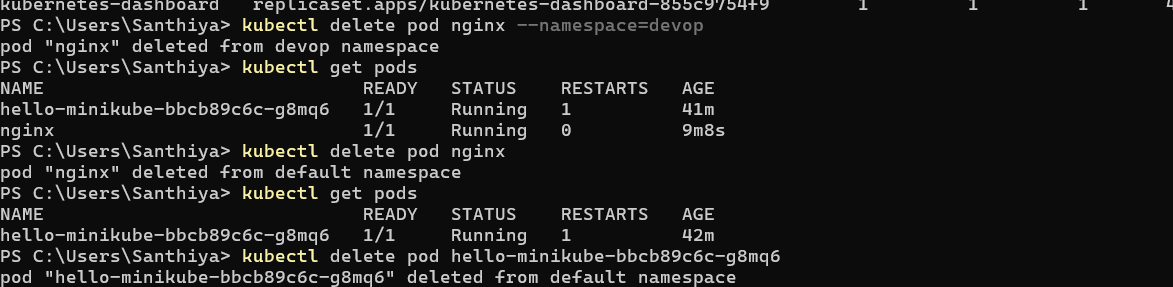 kubernetes-dashboard   replicaset.apps/kubernetes-dashboard-855c9754f9        1         1         1       4
PS C:\Users\Santhiya> kubectl delete pod nginx --namespace=devop
pod "nginx" deleted from devop namespace
PS C:\Users\Santhiya> kubectl get pods
NAME                             READY   STATUS    RESTARTS   AGE
hello-minikube-bbcb89c6c-g8mq6   1/1     Running   1          41m
nginx                            1/1     Running   0          9m8s
PS C:\Users\Santhiya> kubectl delete pod nginx
pod "nginx" deleted from default namespace
PS C:\Users\Santhiya> kubectl get pods
NAME                             READY   STATUS    RESTARTS   AGE
hello-minikube-bbcb89c6c-g8mq6   1/1     Running   1          42m
PS C:\Users\Santhiya> kubectl delete pod hello-minikube-bbcb89c6c-g8mq6
pod "hello-minikube-bbcb89c6c-g8mq6" deleted from default namespace